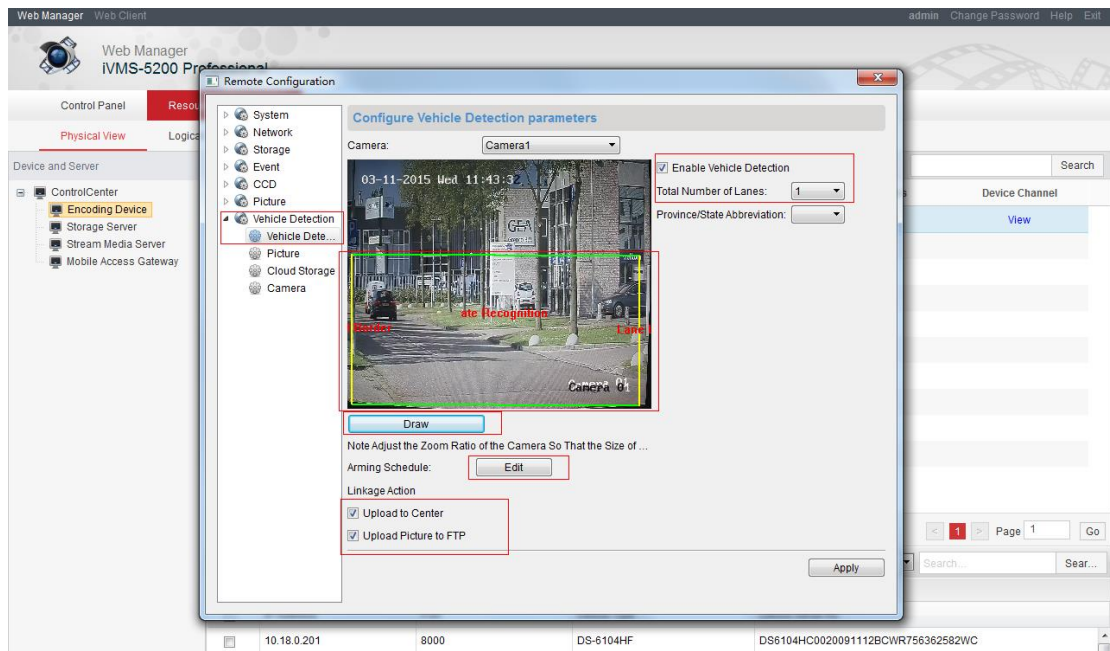 Web Manager Web Client
admin Change Password Help Exit
Web Manager
iVMS-5200 Professional
Control Panel
Physical View
Device and Server
ControlCenter
Encoding Device
Storage Server
Stream Media Server
Mobile Access Gateway
Remote Configuration
System
Network
Storage
Event
CCD
Picture
Vehicle Detection
Vehicle Dete...
Picture
Cloud Storage
Camera
Configure Vehicle Detection parameters
Camera: Camera1
03-11-2015 Wed 11:43:32
GEA
ate Recognition
Lane
Camera 01
Enable Vehicle Detection
Total Number of Lanes: 1
Province/State Abbreviation:
Draw
Note Adjust the Zoom Ratio of the Camera So That the Size of ...
Arming Schedule: Edit
Linkage Action
Upload to Center
Upload Picture to FTP
Apply
Search
Device Channel
View
< 1 > Page 1 Go
Search... Sear...
10.18.0.201 8000 DS-6104HF DS6104HC0020091112BCWR756362582WC